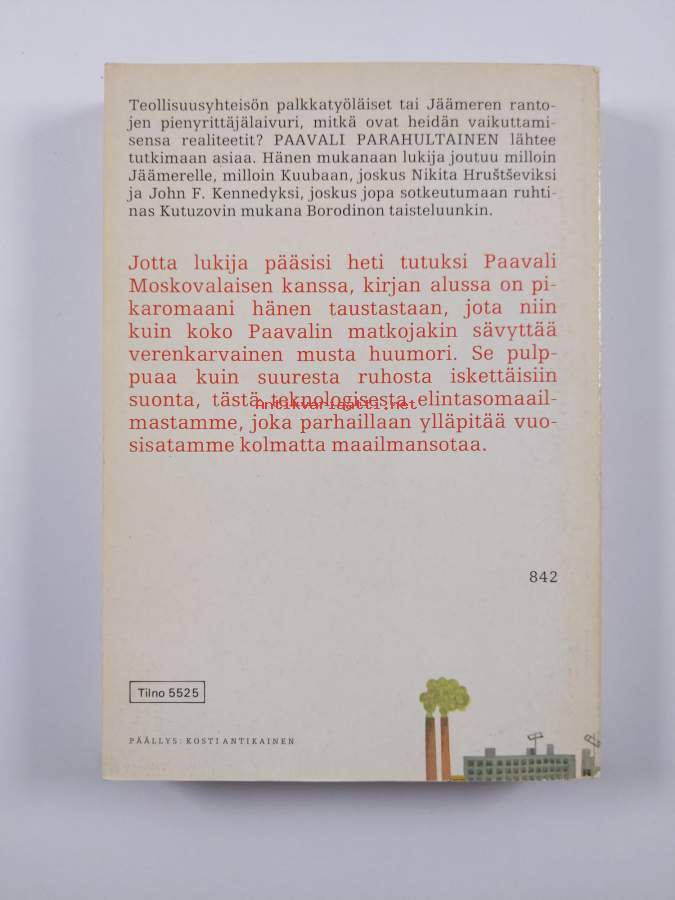 Teollisuusyhteisön palkkatyöläiset tai Jäämeren ranto-
jen pienyrittäjälaivuri, mitkä ovat heidän vaikuttami-
sensa realiteetit? PAAVALI PARAHULTAINEN lähtee
tutkimaan asiaa. Hänen mukanaan lukija joutuu milloin
Jäämerelle, milloin Kuubaan, joskus Nikita Hruštševiksi
ja John F. Kennedyksi, joskus jopa sotkeutumaan ruhti-
nas Kutuzovin mukana Borodinon taisteluunkin.
Jotta lukija pääsisi heti tutuksi Paavali
Moskovalaisen kanssa, kirjan alussa on pi-
karomaani hänen taustastaan, jota niin
kuin koko Paavalin matkojakin sävyttää
verenkarvainen musta huumori. Se pulp-
puaa kuin suuresta ruhosta iskettäisiin
suonta, tästä teknologisesta elintasomaail-
Antikvariaatti.net
mastamme, joka parhaillaan ylläpitää vuo-
sisatamme kolmatta maailmansotaa.
842
Tilno 5525
PÄÄLLYS: KOSTI ANTIKAINEN